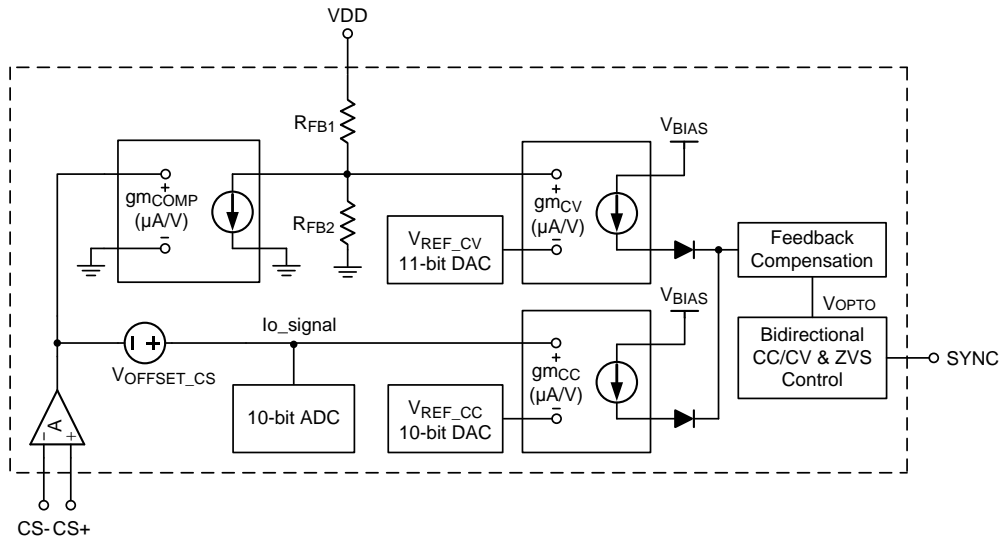 VDD
RFB1
VBIAS
+
gmCOMP
(µA/V)
-
RFB2
+
gmCV
(µA/V)
-
VREF_CV
11-bit DAC
Feedback
Compensation
VOPTO
VBIAS
Io_signal
- +
VOFFSET_CS
+
gmCC
(µA/V)
-
Bidirectional
CC/CV & ZVS
Control
SYNC
10-bit ADC
VREF_CC
10-bit DAC
A
- +
CS- CS+